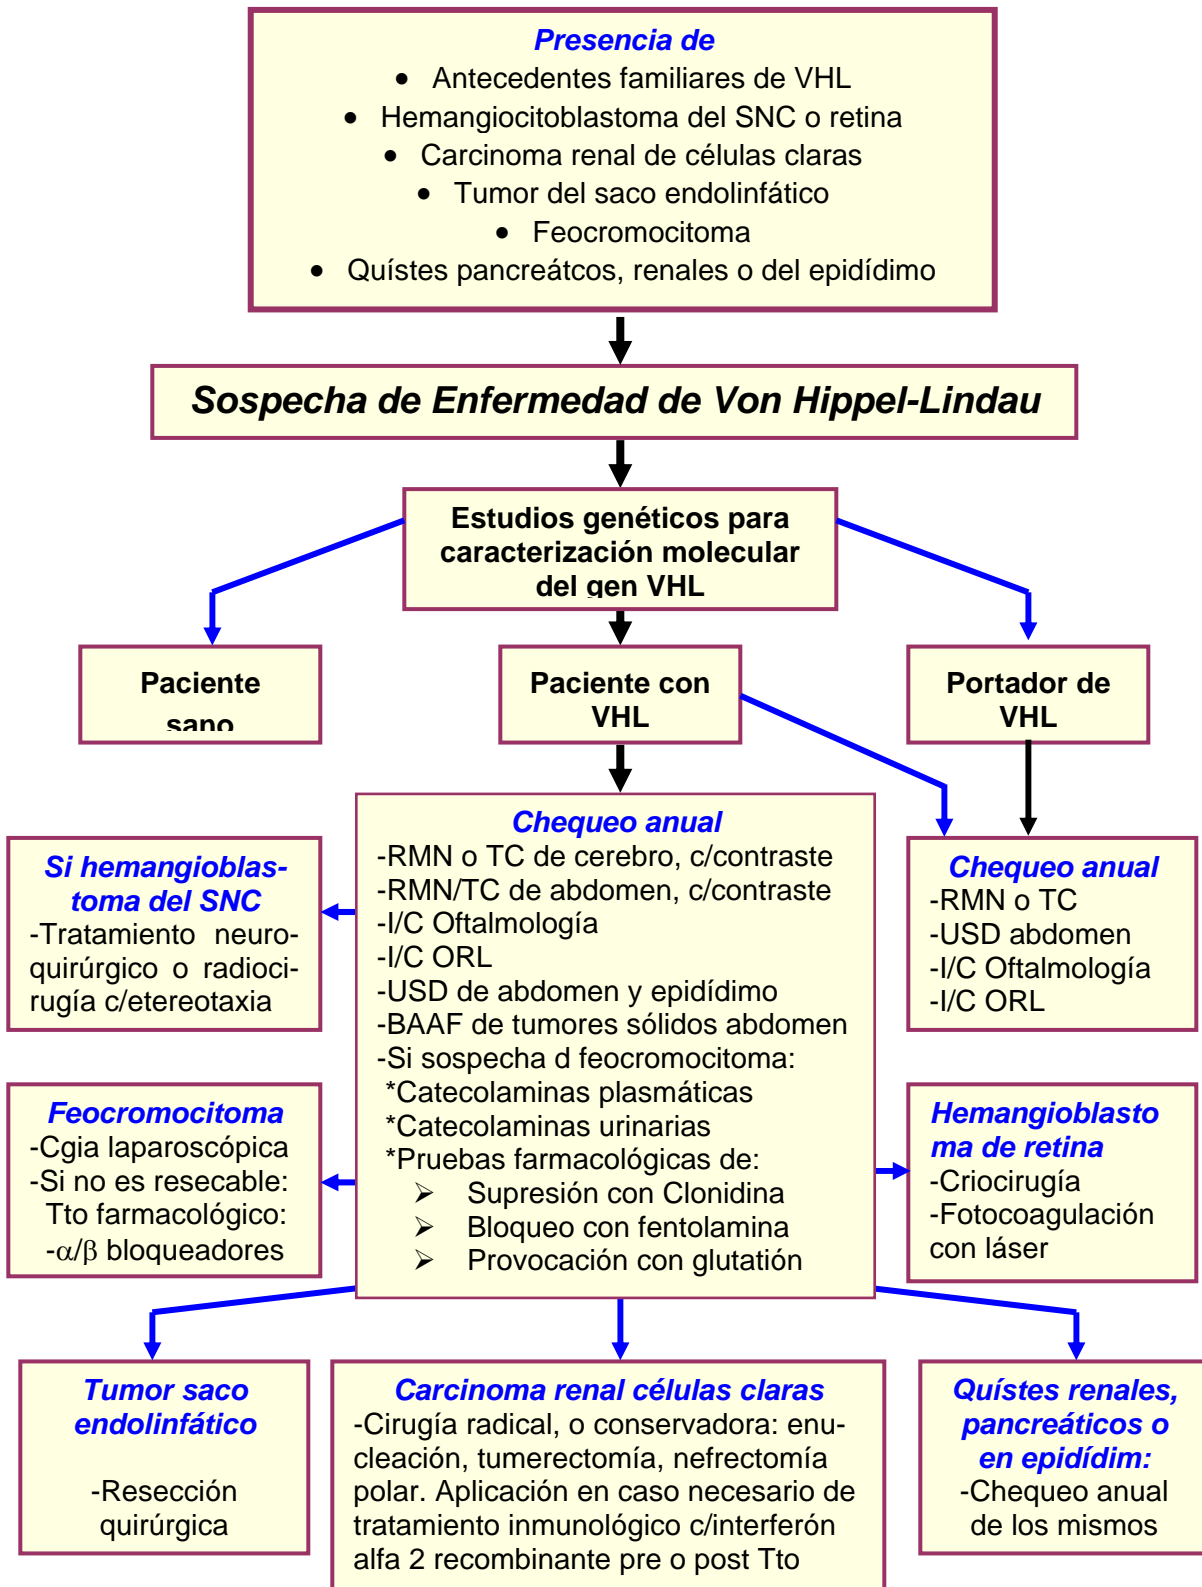 Presencia de
• Antecedentes familiares de VHL
• Hemangiocitoblastoma del SNC o retina
• Carcinoma renal de células claras
• Tumor del saco endolinfático
• Feocromocitoma
• Quístes pancreátcos, renales o del epidídimo
Sospecha de Enfermedad de Von Hippel-Lindau
Estudios genéticos para
caracterización molecular
del gen VHL
Paciente
sano
Paciente con
VHL
Portador de
VHL
Chequeo anual
-RMN o TC de cerebro, c/contraste
-RMN/TC de abdomen, c/contraste
-I/C Oftalmología
-I/C ORL
-USD de abdomen y epidídimo
-BAAF de tumores sólidos abdomen
-Si sospecha d feocromocitoma:
*Catecolaminas plasmáticas
*Catecolaminas urinarias
*Pruebas farmacológicas de:
➢ Supresión con Clonidina
➢ Bloqueo con fentolamina
➢ Provocación con glutatión
Si hemangioblas-
toma del SNC
-Tratamiento neuro-
quirúrgico o radioci-
rugía c/etereotaxia
Chequeo anual
-RMN o TC
-USD abdomen
-I/C Oftalmología
-I/C ORL
Feocromocitoma
-Cgia laparoscópica
-Si no es resecable:
Tto farmacológico:
-α/β bloqueadores
Hemangioblasto
ma de retina
-Criocirugía
-Fotocoagulación
con láser
Tumor saco
endolinfático
-Resección
quirúrgica
Carcinoma renal células claras
-Cirugía radical, o conservadora: enu-
cleación, tumerectomía, nefrectomía
polar. Aplicación en caso necesario de
tratamiento inmunológico c/interferón
alfa 2 recombinante pre o post Tto
Quístes renales,
pancreáticos o
en epidídim:
-Chequeo anual
de los mismos